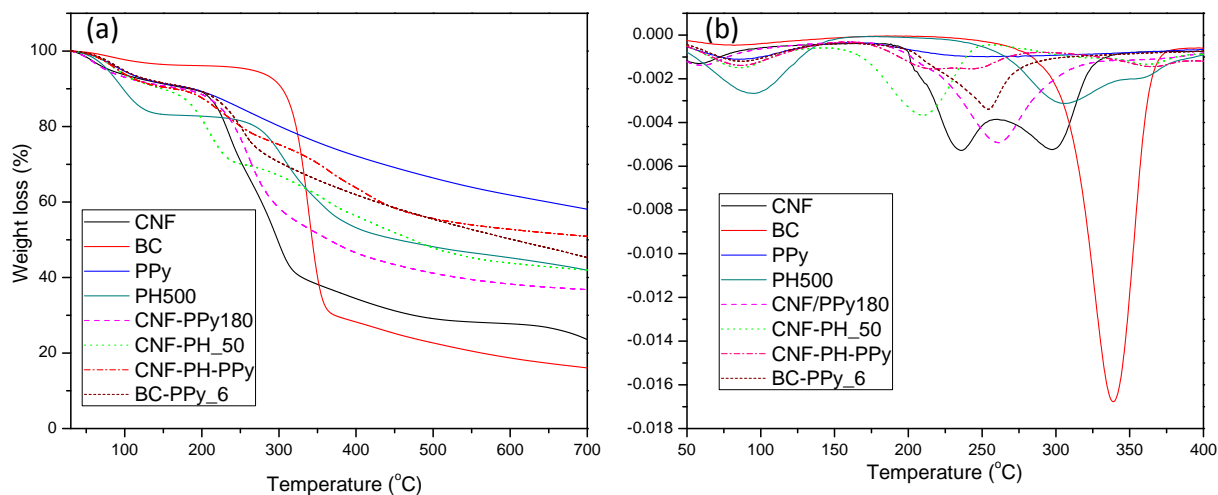 (a)
Weight loss (%)
100
80
60
40
20
0
100 200 300 400 500 600 700
Temperature (°C)
CNF
BC
PPy
PH500
CNF-PPy180
CNF-PH_50
CNF-PH-PPy
BC-PPy_6
(b)
0.000
-0.002
-0.004
-0.006
-0.008
-0.010
-0.012
-0.014
-0.016
-0.018
50 100 150 200 250 300 350 400
Temperature (°C)
CNF
BC
PPy
PH500
CNF/PPy180
CNF-PH_50
CNF-PH-PPy
BC-PPy_6